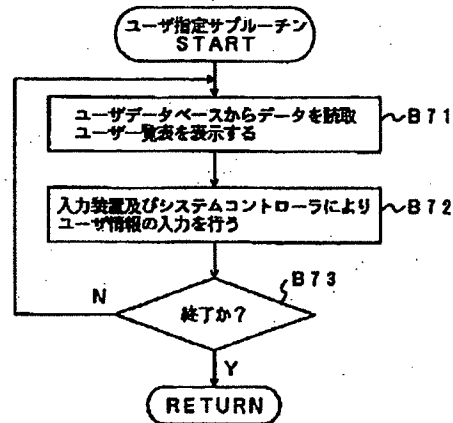 ユーザ指定サブルーチン
START
ユーザデータベースからデータを読取
ユーザ一覧表を表示する
～B71
入力装置及びシステムコントローラにより
ユーザ情報の入力を行う
～B72
B73
N
終了か?
Y
RETURN